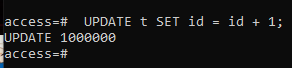 access=#  UPDATE t SET id = id + 1;
UPDATE 1000000
access=#